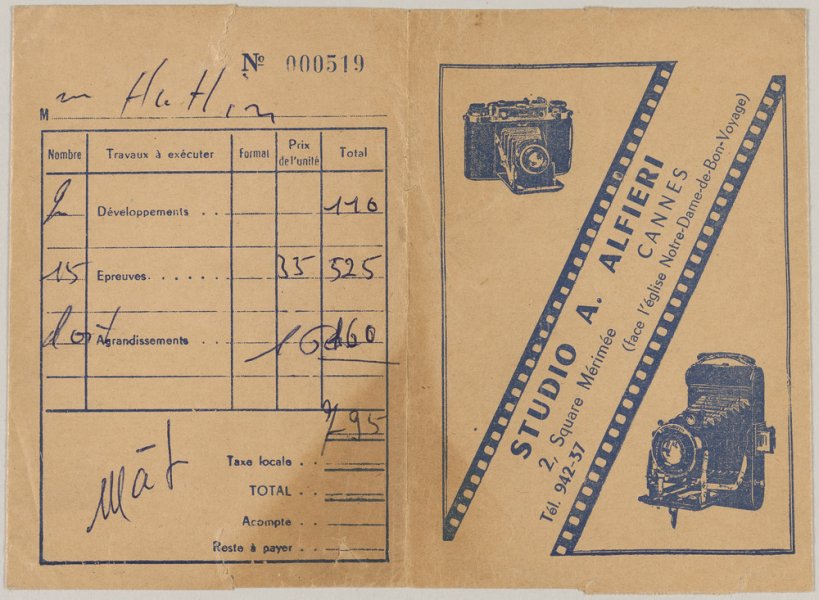 Nº 000519
M
Nombre Travaux à exécuter Format Prix de l'unité Total
2 Développements . . 110
15 Epreuves . . . . . . 35 525
Agrandissements . . 160
795
Mât
Taxe locale . .
TOTAL . . .
Acompte . .
Reste à payer . .
STUDIO A. ALFIERI
2, Square Mérimée CANNES
Tél. 942-37 (face l'église Notre-Dame-de-Bon-Voyage)